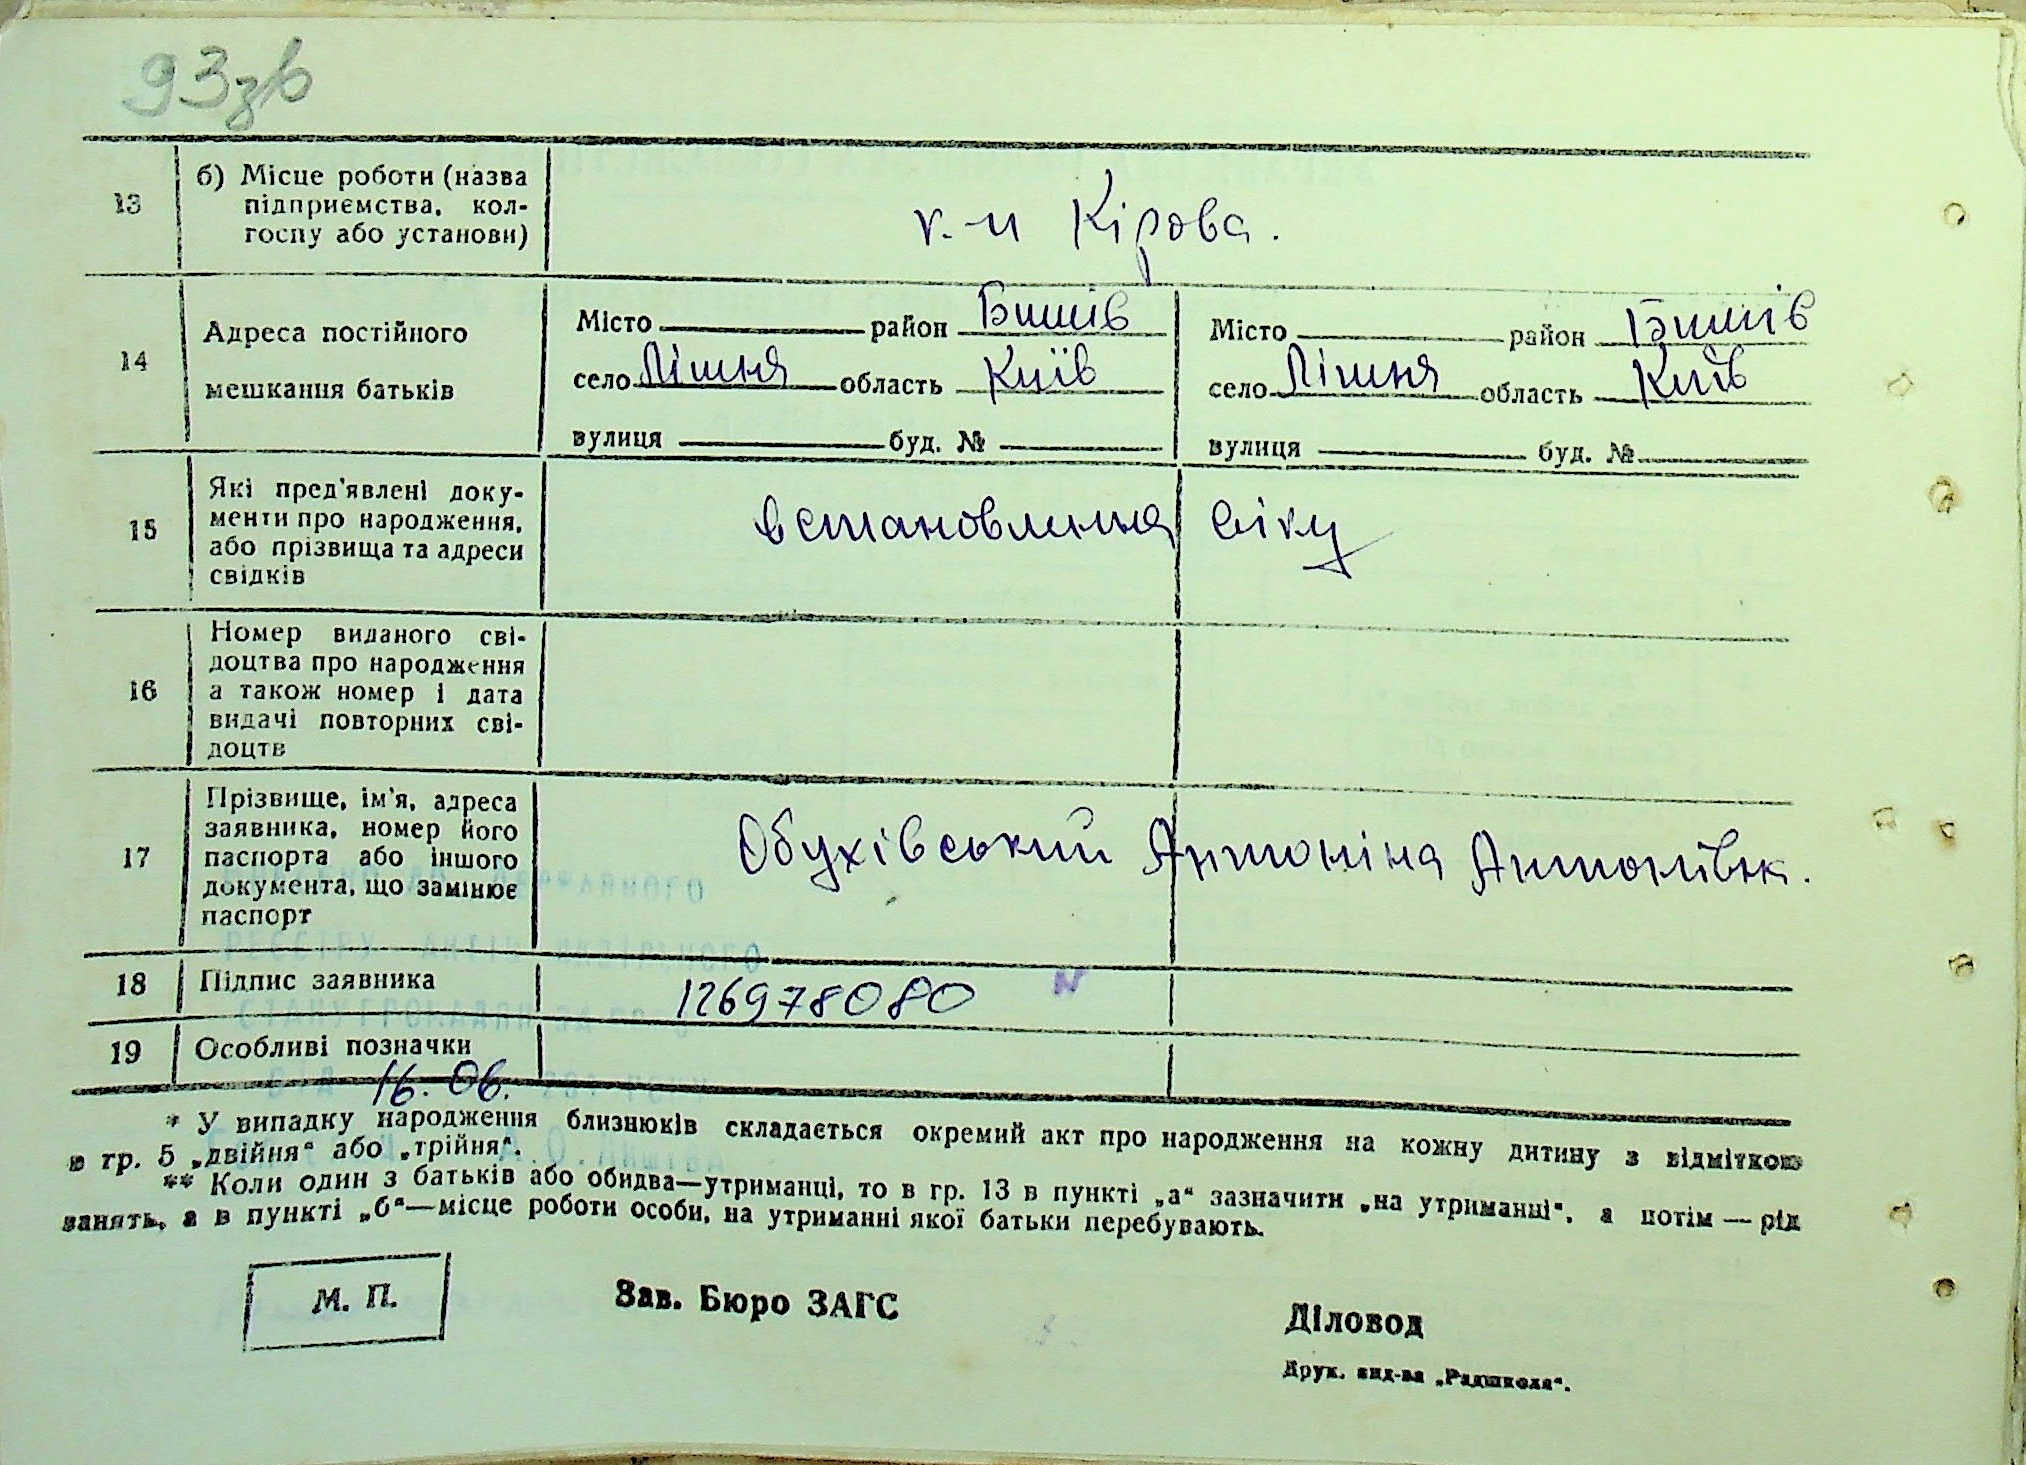 93зв
13 б) Місце роботи (назва
підприємства, кол-
госпу або установи)
к-п Кірова.
14 Адреса постійного
мешкання батьків
Місто район Бишів Місто район Бишів
село Лішня область Київ село Лішня область Київ
вулиця буд. № вулиця буд. №
15 Які пред'явлені доку-
менти про народження,
або прізвища та адреси
свідків
встановлення віку
16 Номер виданого сві-
доцтва про народження
а також номер і дата
видачі повторних сві-
доцтв
17 Прізвище, ім'я, адреса
заявника, номер його
паспорта або іншого
документа, що замінює
паспорт
Обухівський Антоніна Антонівна.
18 Підпис заявника 126978080 N
19 Особливі позначки
16. 06.
* У випадку народження близнюків складається окремий акт про народження на кожну дитину з відміткою
в гр. 5 „двійня“ або „трійня“.
** Коли один з батьків або обидва—утриманці, то в гр. 13 в пункті „а“ зазначити „на утриманні“, а потім — рід
занять, а в пункті „б“—місце роботи особи, на утриманні якої батьки перебувають.
М. П.
Зав. Бюро ЗАГС
Діловод
Друк. вид-ва „Радшкола“.